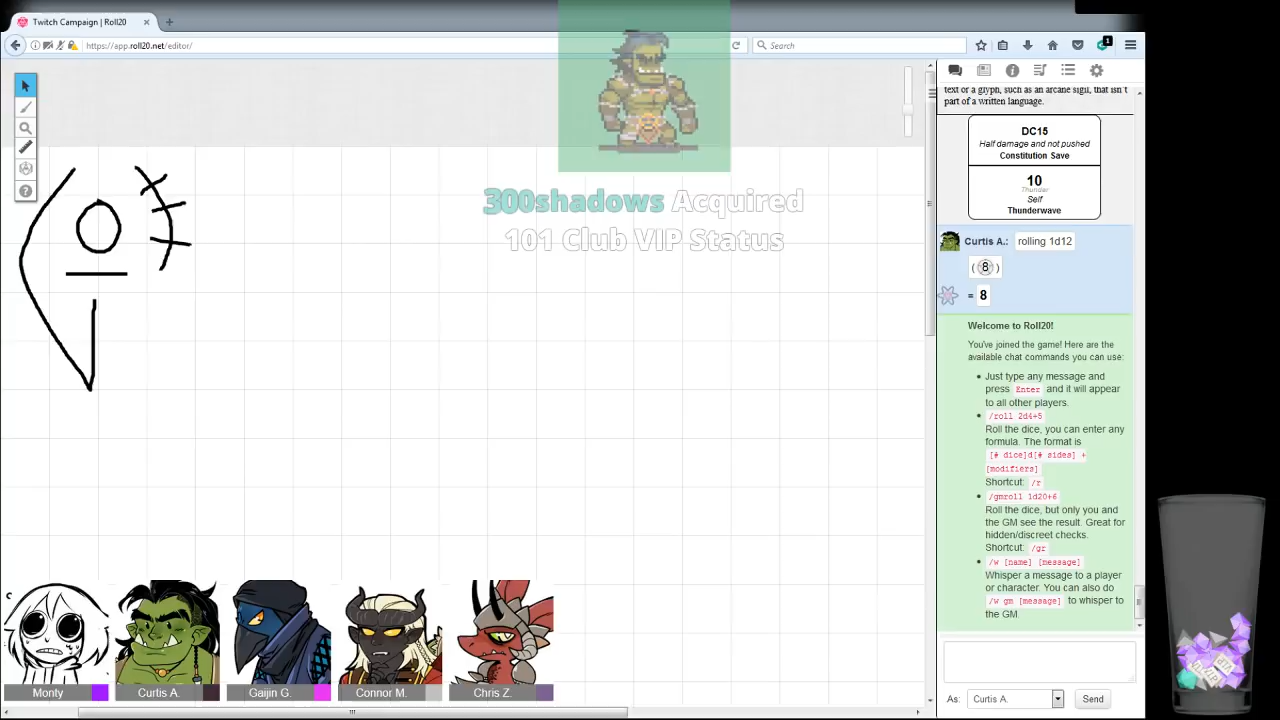 Twitch Campaign | Roll20
https://app.roll20.net/editor/
Search
1
300shadows Acquired
101 Club VIP Status
text or a glyph, such as an arcane sigil, that isn't
part of a written language.
DC15
Half damage and not pushed
Constitution Save
10
Thunder
Self
Thunderwave
Curtis A.: rolling 1d12
(8)
= 8
Welcome to Roll20!
You've joined the game! Here are the
available chat commands you can use:
Just type any message and
press Enter and it will appear
to all other players.
/roll 2d4+5
Roll the dice, you can enter any
formula. The format is
[# dice]d[# sides] +
[modifiers]
Shortcut: /r
/gmroll 1d20+6
Roll the dice, but only you and
the GM see the result. Great for
hidden/discreet checks.
Shortcut: /gr
/w [name] [message]
Whisper a message to a player
or character. You can also do
/w gm [message] to whisper to
the GM.
Monty
Curtis A.
Gaijin G.
Connor M.
Chris Z.
As: Curtis A. Send